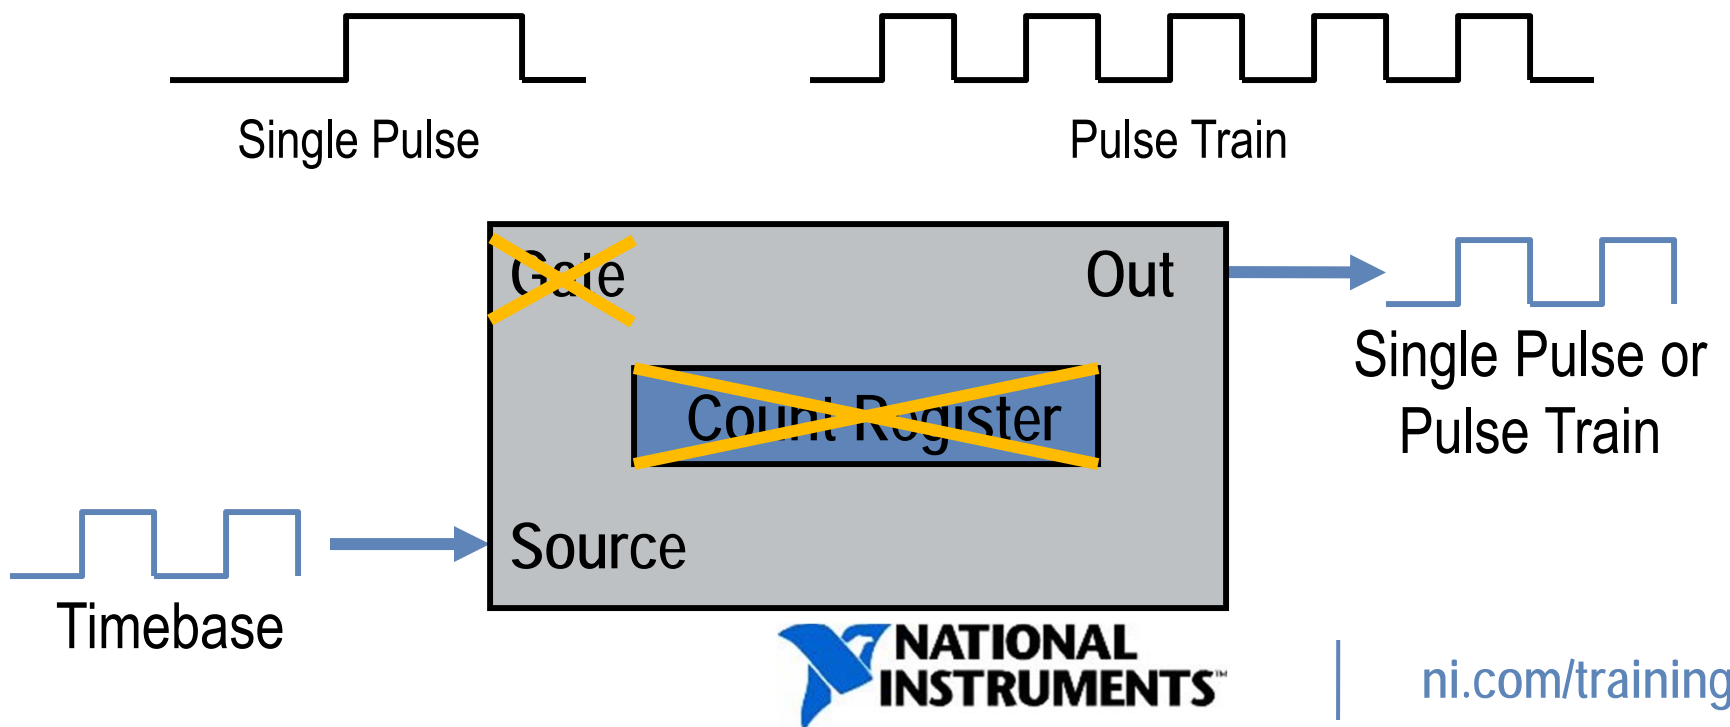 Single Pulse
Pulse Train
Gate
Out
Single Pulse or
Pulse Train
Count Register
Source
Timebase
NATIONAL
INSTRUMENTS™
ni.com/training